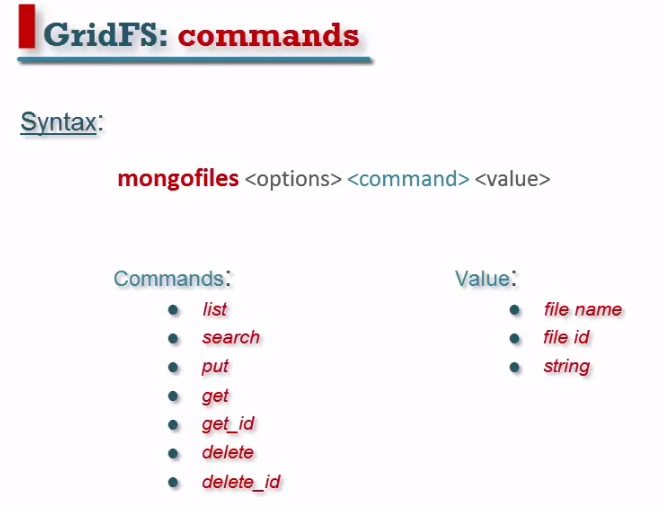 GridFS: commands
Syntax:
mongofiles <options> <command> <value>
Commands:
• list
• search
• put
• get
• get_id
• delete
• delete_id
Value:
• file name
• file id
• string